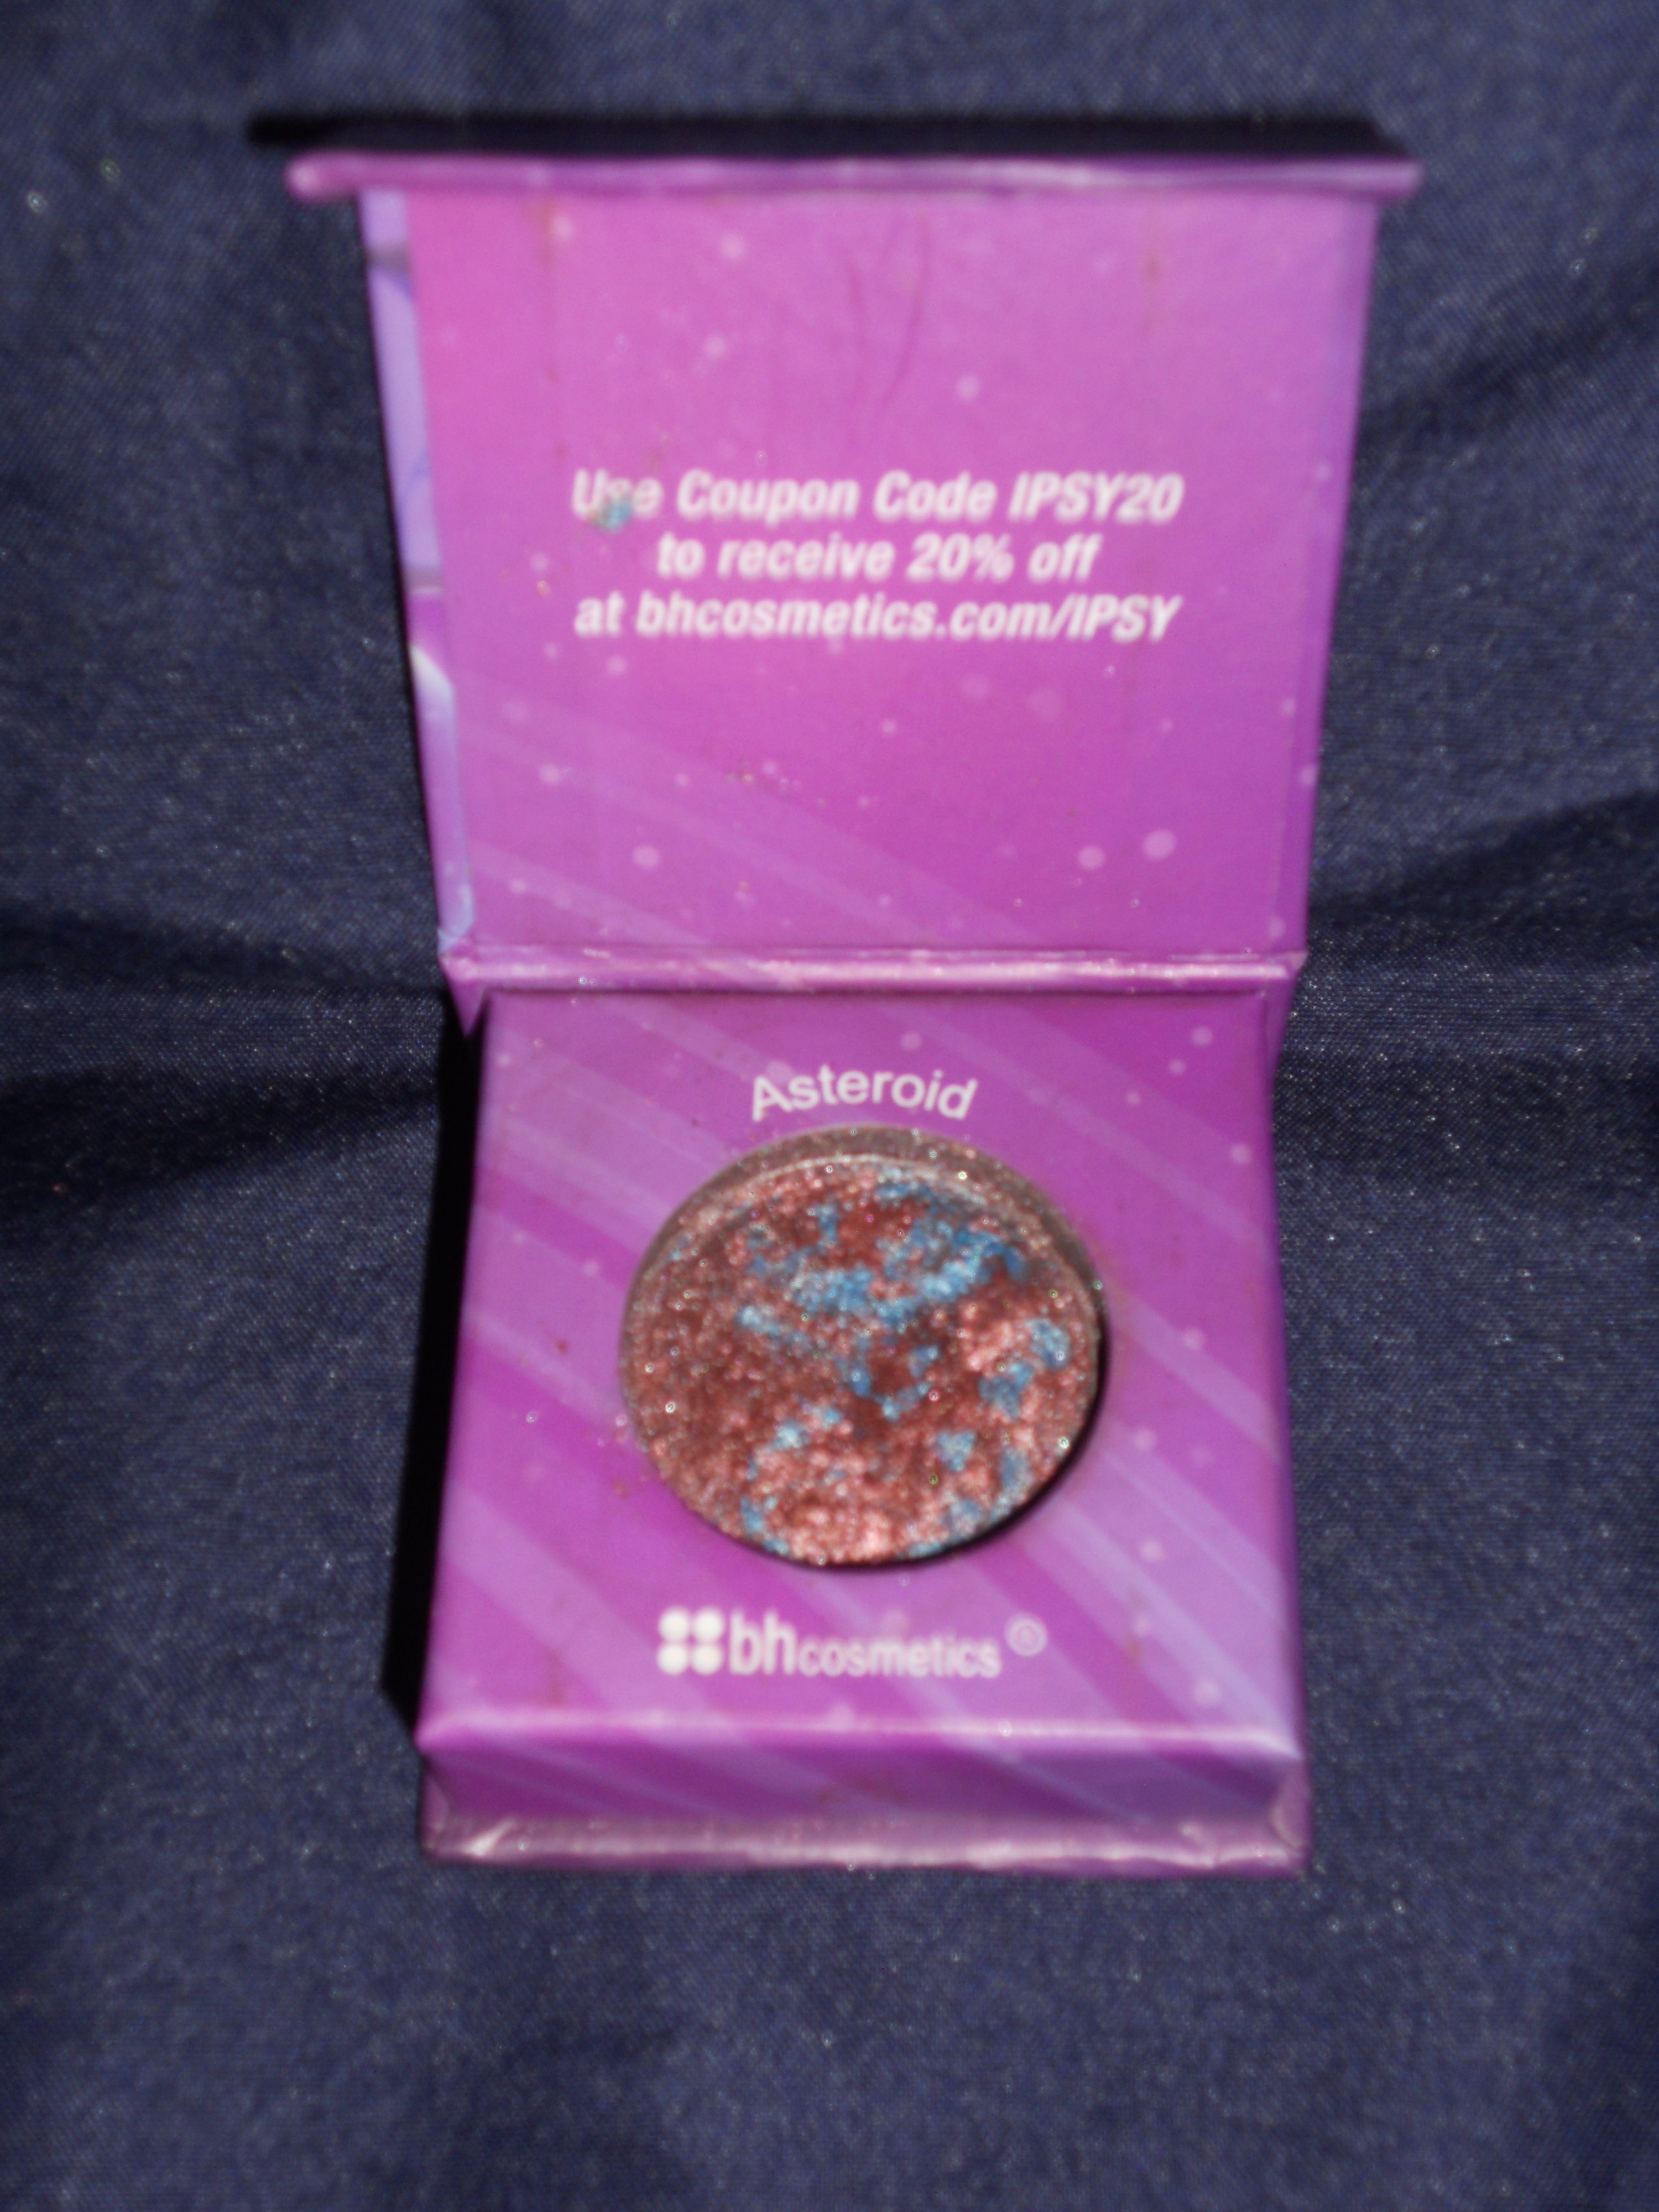 Use Coupon Code IPSY20
to receive 20% off
at bhcosmetics.com/IPSY
Asteroid
bhcosmetics®